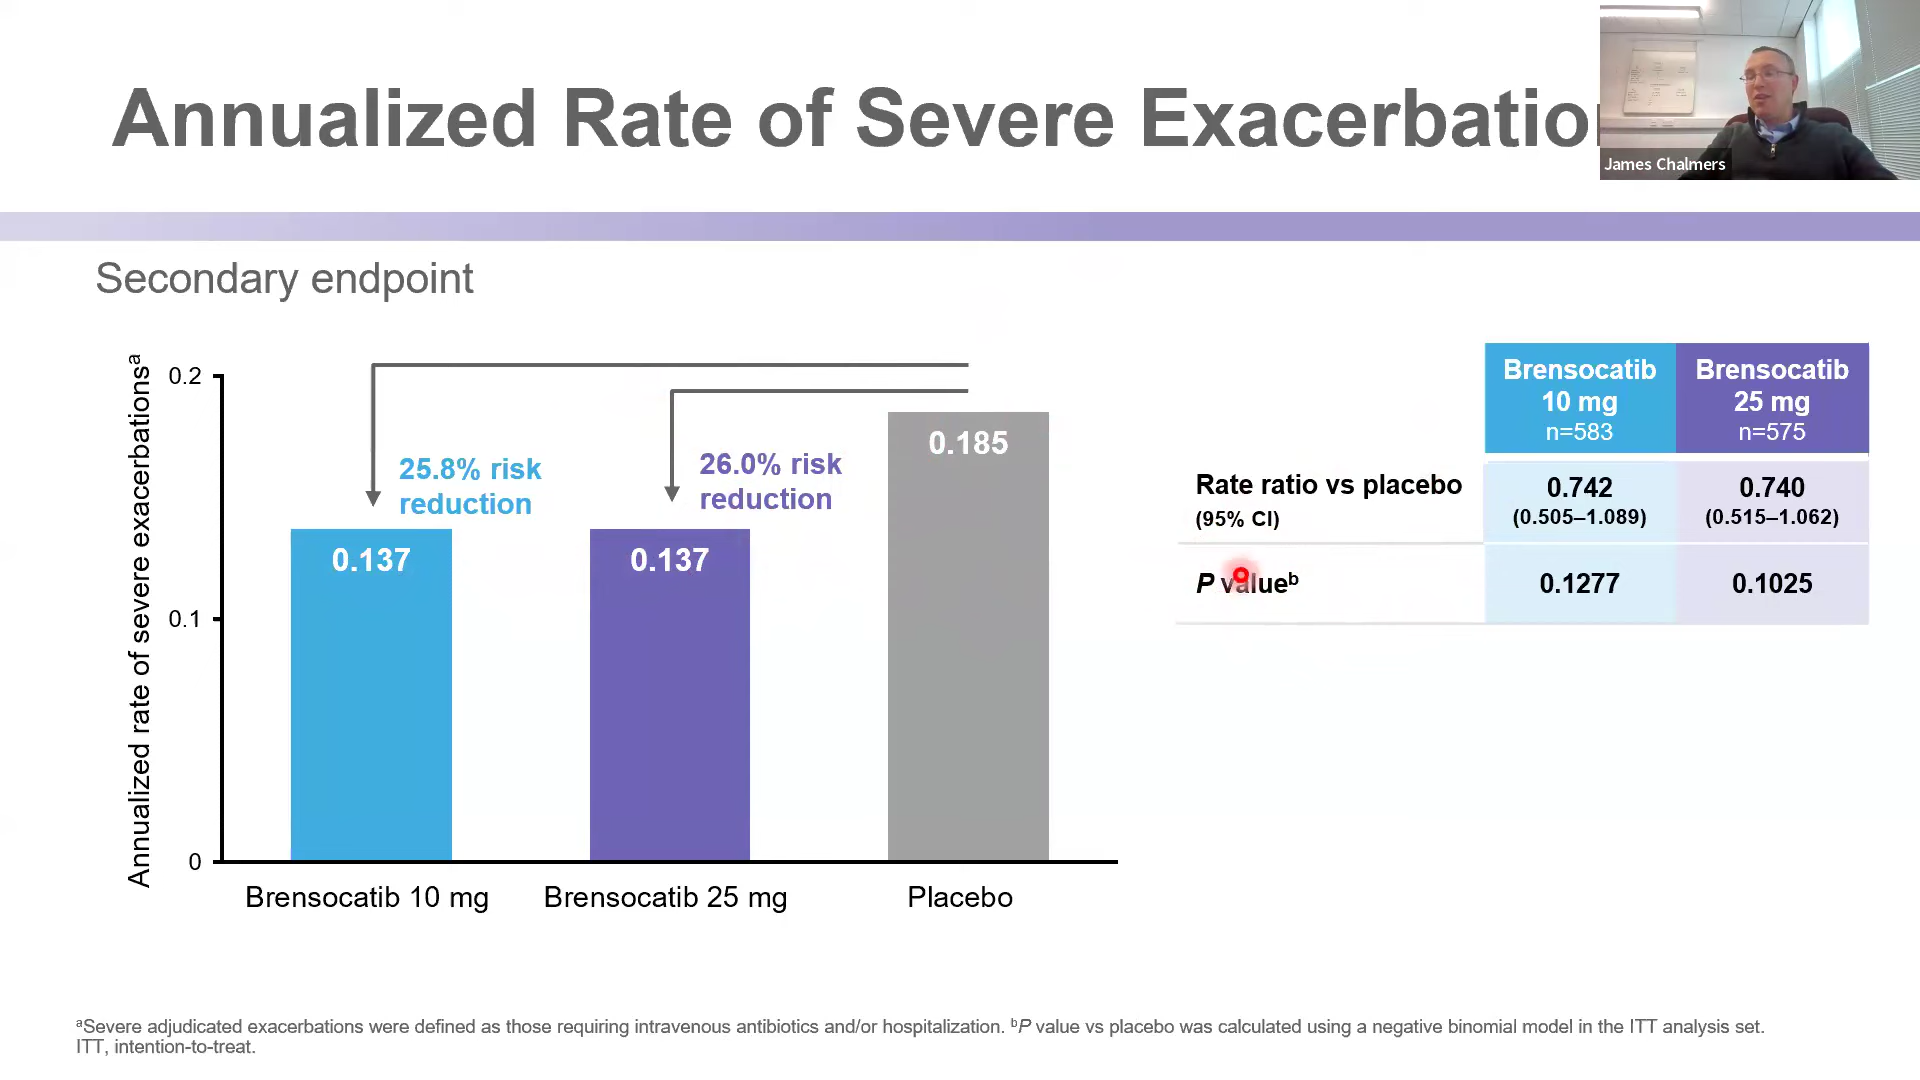 Annualized Rate of Severe Exacerbatio
James Chalmers
Secondary endpoint
Annualized rate of severe exacerbationsᵃ
0.2
0.1
0
25.8% risk
reduction
26.0% risk
reduction
0.137
0.137
0.185
Brensocatib 10 mg
Brensocatib 25 mg
Placebo
Brensocatib
10 mg
n=583
Brensocatib
25 mg
n=575
Rate ratio vs placebo
(95% CI)
0.742
(0.505–1.089)
0.740
(0.515–1.062)
P valueᵇ
0.1277
0.1025
ᵃSevere adjudicated exacerbations were defined as those requiring intravenous antibiotics and/or hospitalization. ᵇP value vs placebo was calculated using a negative binomial model in the ITT analysis set.
ITT, intention-to-treat.